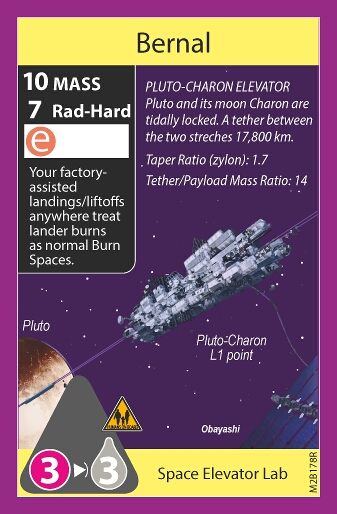 Bernal
10 MASS
7 Rad-Hard
e
Your factory-
assisted
landings/liftoffs
anywhere treat
lander burns
as normal Burn
Spaces.
PLUTO-CHARON ELEVATOR
Pluto and its moon Charon are
tidally locked. A tether between
the two streches 17,800 km.
Taper Ratio (zylon): 1.7
Tether/Payload Mass Ratio: 14
Pluto
Pluto-Charon
L1 point
Obayashi
3 3
Space Elevator Lab
M2B178R